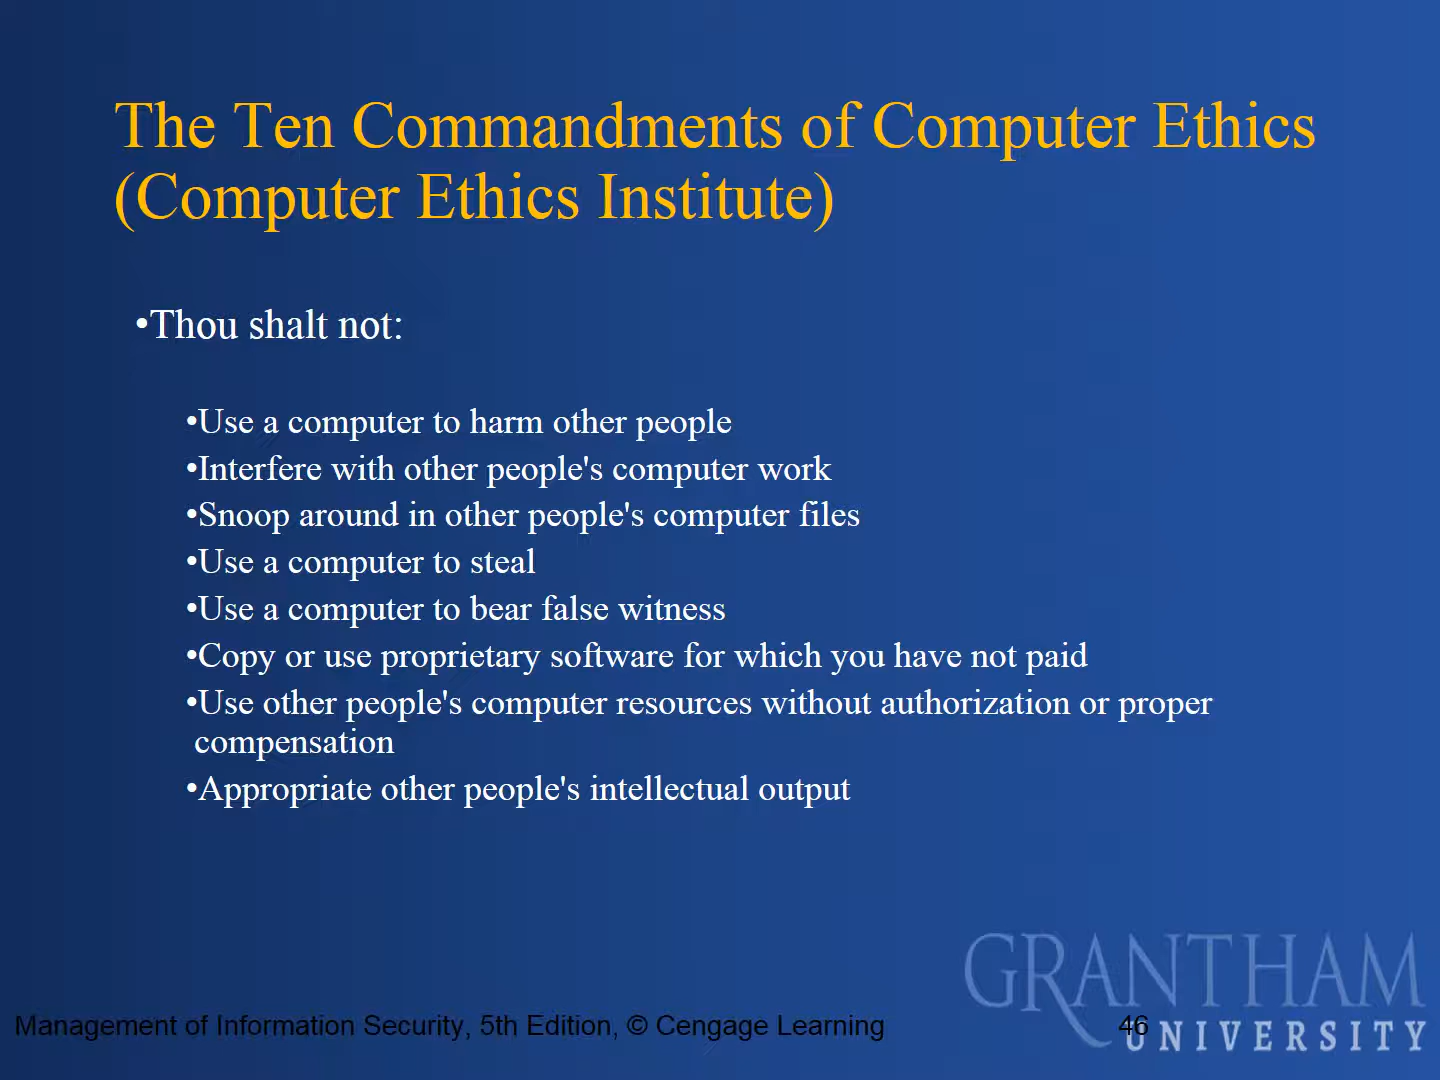 The Ten Commandments of Computer Ethics
(Computer Ethics Institute)
•Thou shalt not:
•Use a computer to harm other people
•Interfere with other people's computer work
•Snoop around in other people's computer files
•Use a computer to steal
•Use a computer to bear false witness
•Copy or use proprietary software for which you have not paid
•Use other people's computer resources without authorization or proper
compensation
•Appropriate other people's intellectual output
GRANTHAM
UNIVERSITY
Management of Information Security, 5th Edition, © Cengage Learning
46